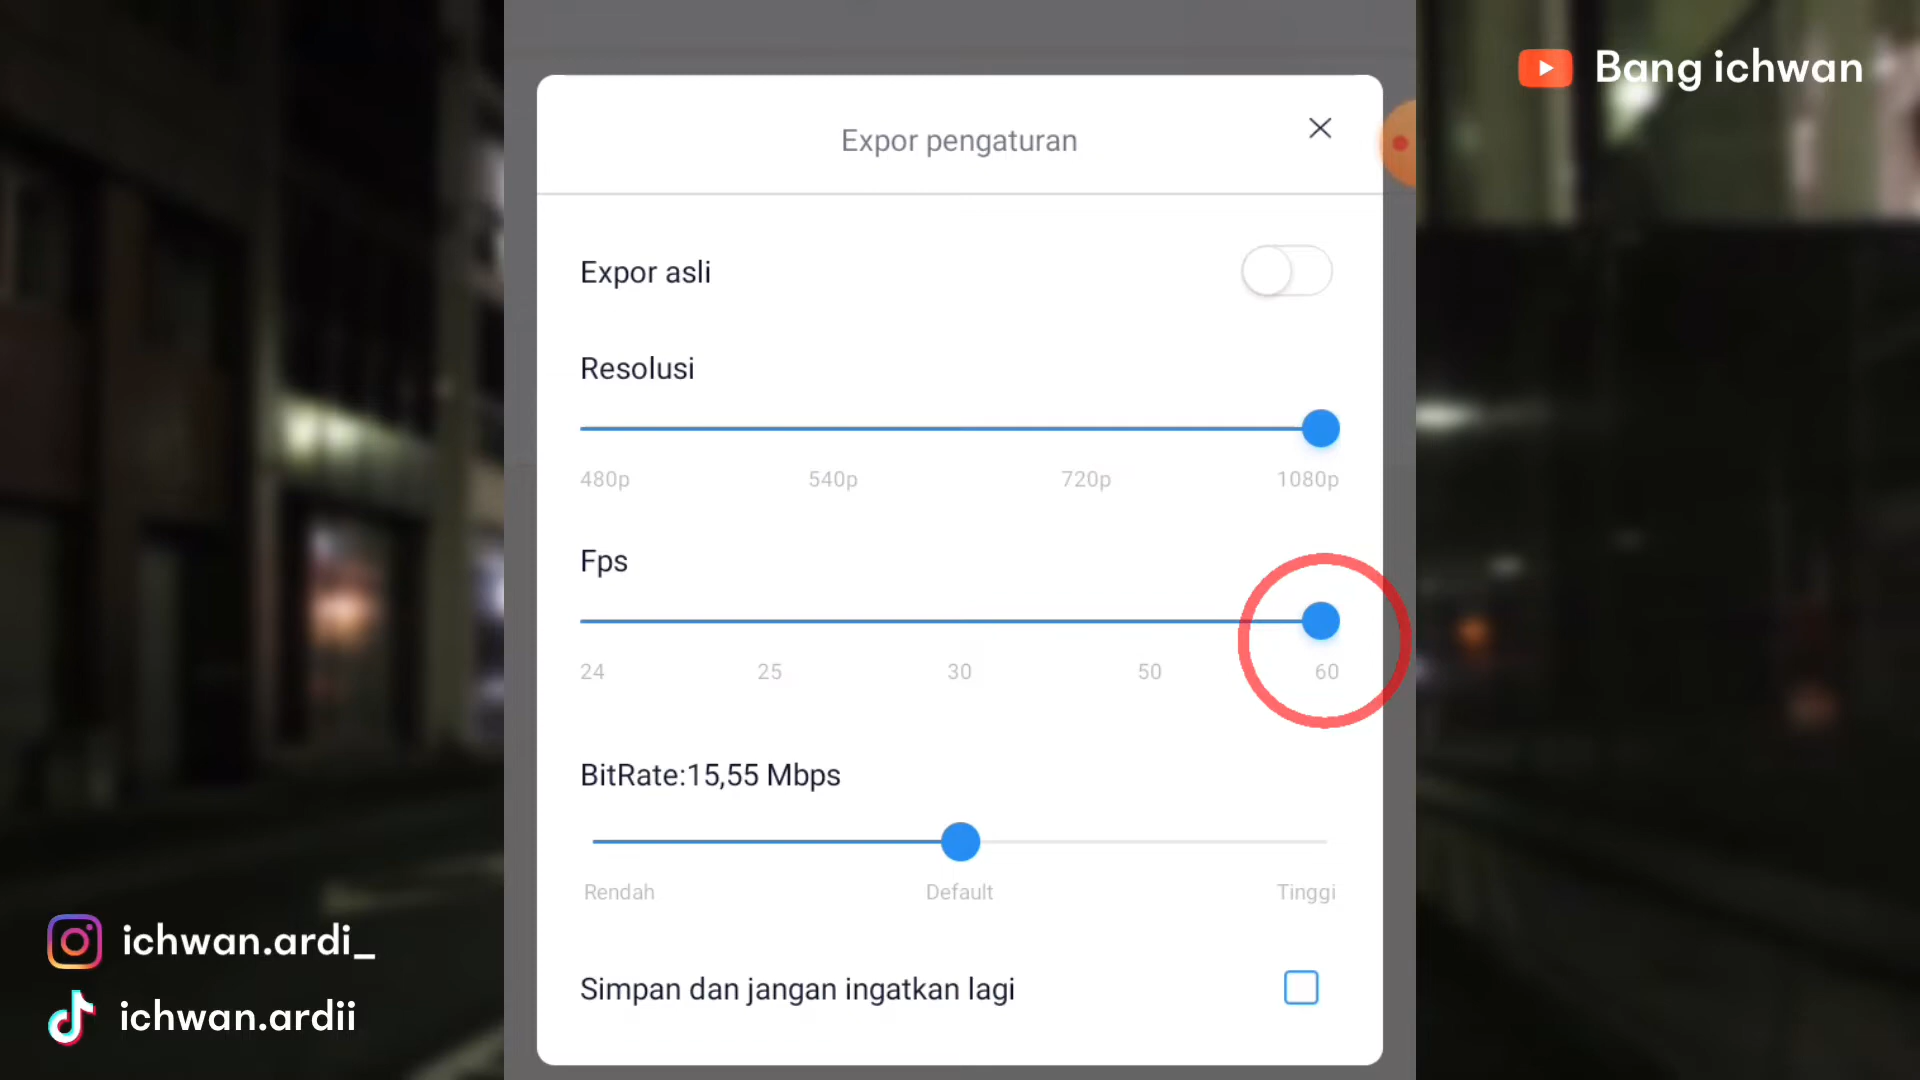 Bang ichwan
Expor pengaturan
Expor asli
Resolusi
480p 540p 720p 1080p
Fps
24 25 30 50 60
BitRate:15,55 Mbps
Rendah Default Tinggi
Simpan dan jangan ingatkan lagi
ichwan.ardi_
ichwan.ardii